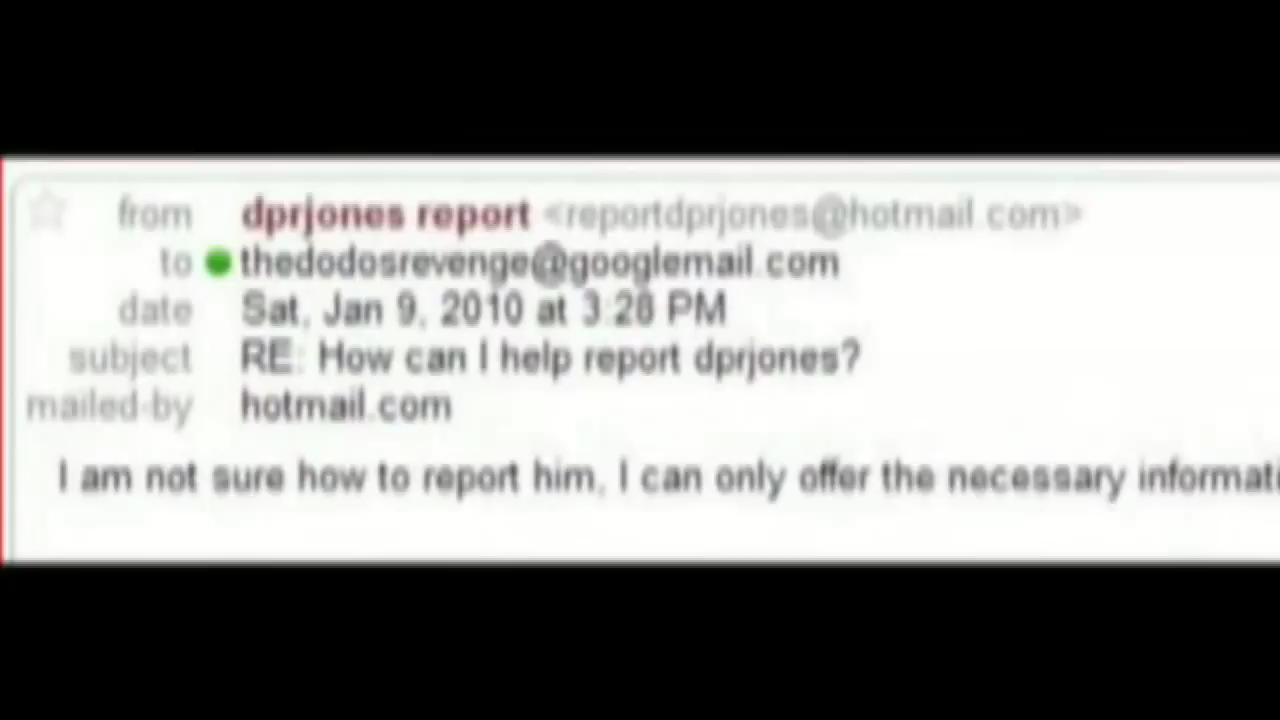 from dprjones report <reportdprjones@hotmail.com>
to thedodosrevenge@googlemail.com
date Sat, Jan 9, 2010 at 3:28 PM
subject RE: How can I help report dprjones?
mailed-by hotmail.com
I am not sure how to report him, I can only offer the necessary informati